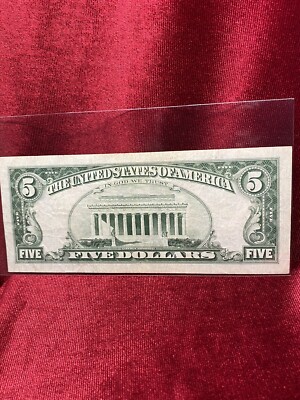 5 THE UNITED STATES OF AMERICA 5
IN GOD WE TRUST
FIVE FIVE DOLLARS FIVE